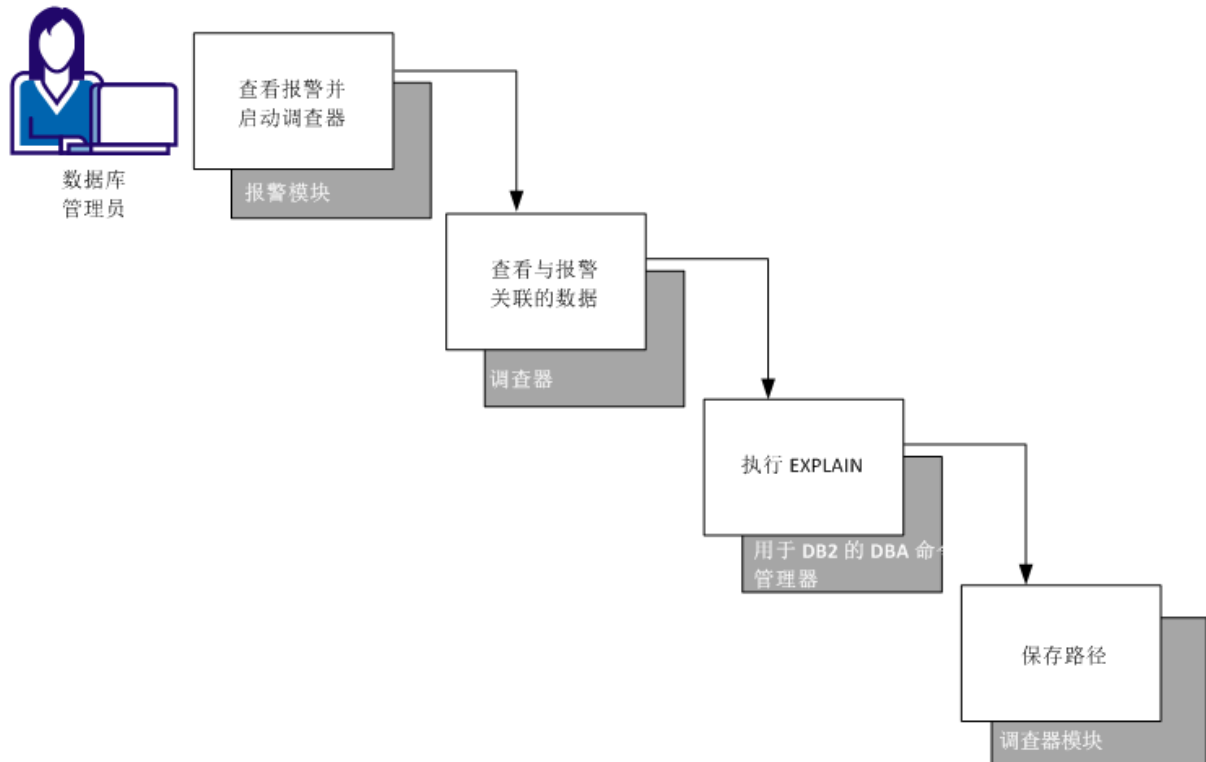 数据库
管理员
查看报警并
启动调查器
报警模块
查看与报警
关联的数据
调查器
执行 EXPLAIN
用于 DB2 的 DBA 命
管理器
保存路径
调查器模块